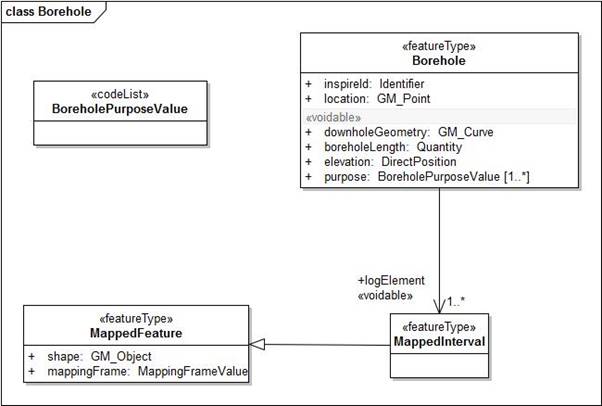 class Borehole
«featureType»
Borehole
+ inspireId: Identifier
+ location: GM_Point
«voidable»
+ downholeGeometry: GM_Curve
+ boreholeLength: Quantity
+ elevation: DirectPosition
+ purpose: BoreholePurposeValue [1..*]
«codeList»
BoreholePurposeValue
+logElement
«voidable»
1..*
«featureType»
MappedFeature
+ shape: GM_Object
+ mappingFrame: MappingFrameValue
«featureType»
MappedInterval